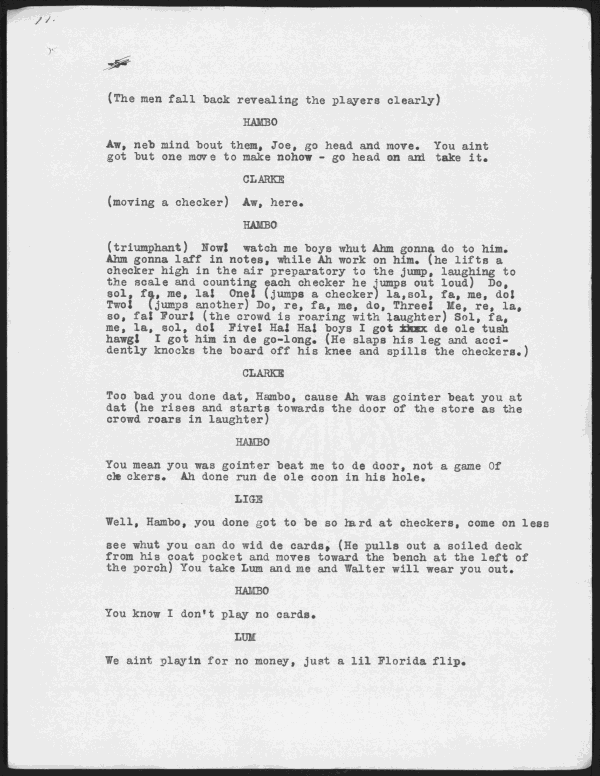 11.
-5-
(The men fall back revealing the players clearly)
HAMBO
Aw, neb mind bout them, Joe, go head and move. You aint
got but one move to make nohow - go head on and take it.
CLARKE
(moving a checker) Aw, here.
HAMBO
(triumphant) Now! watch me boys whut Ahm gonna do to him.
Ahm gonna laff in notes, while Ah work on him. (he lifts a
checker high in the air preparatory to the jump, laughing to
the scale and counting each checker he jumps out loud) Do,
sol, fa, me, la! One! (jumps a checker) la,sol, fa, me, do!
Two! (jumps another) Do, re, fa, me, do, Three! Me, re, la,
so, fa! Four! (the crowd is roaring with laughter) Sol, fa,
me, la, sol, do! Five! Ha! Ha! boys I got de ole tush
hawg! I got him in de go-long. (He slaps his leg and acci-
dently knocks the board off his knee and spills the checkers.)
CLARKE
Too bad you done dat, Hambo, cause Ah was gointer beat you at
dat (he rises and starts towards the door of the store as the
crowd roars in laughter)
HAMBO
You mean you was gointer beat me to de door, not a game Of
che ckers. Ah done run de ole coon in his hole.
LIGE
Well, Hambo, you done got to be so hard at checkers, come on less
see whut you can do wid de cards, (He pulls out a soiled deck
from his coat pocket and moves toward the bench at the left of
the porch) You take Lum and me and Walter will wear you out.
HAMBO
You know I don't play no cards.
LUM
We aint playin for no money, just a lil Florida flip.